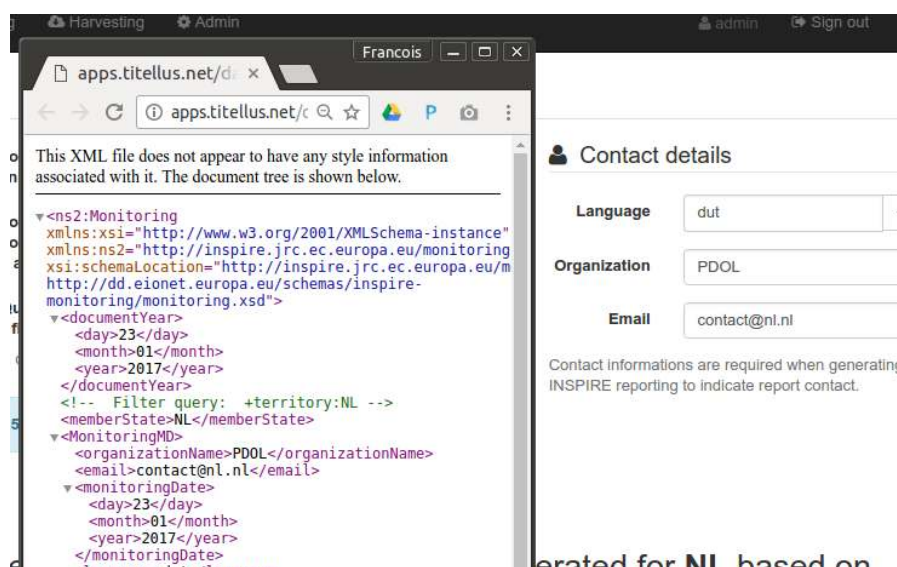 Harvesting Admin admin Sign out
Francois
apps.titellus.net/d
apps.titellus.net/c
P
This XML file does not appear to have any style information
associated with it. The document tree is shown below.
<ns2:Monitoring
xmlns:xsi="http://www.w3.org/2001/XMLSchema-instance"
xmlns:ns2="http://inspire.jrc.ec.europa.eu/monitoring
xsi:schemaLocation="http://inspire.jrc.ec.europa.eu/m
http://dd.eionet.europa.eu/schemas/inspire-
monitoring/monitoring.xsd">
<documentYear>
<day>23</day>
<month>01</month>
<year>2017</year>
</documentYear>
<!-- Filter query: +territory:NL -->
<memberState>NL</memberState>
<MonitoringMD>
<organizationName>PDOL</organizationName>
<email>contact@nl.nl</email>
<monitoringDate>
<day>23</day>
<month>01</month>
<year>2017</year>
</monitoringDate>
Contact details
Language dut
Organization PDOL
Email contact@nl.nl
Contact informations are required when generating
INSPIRE reporting to indicate report contact.
erated for NL based on